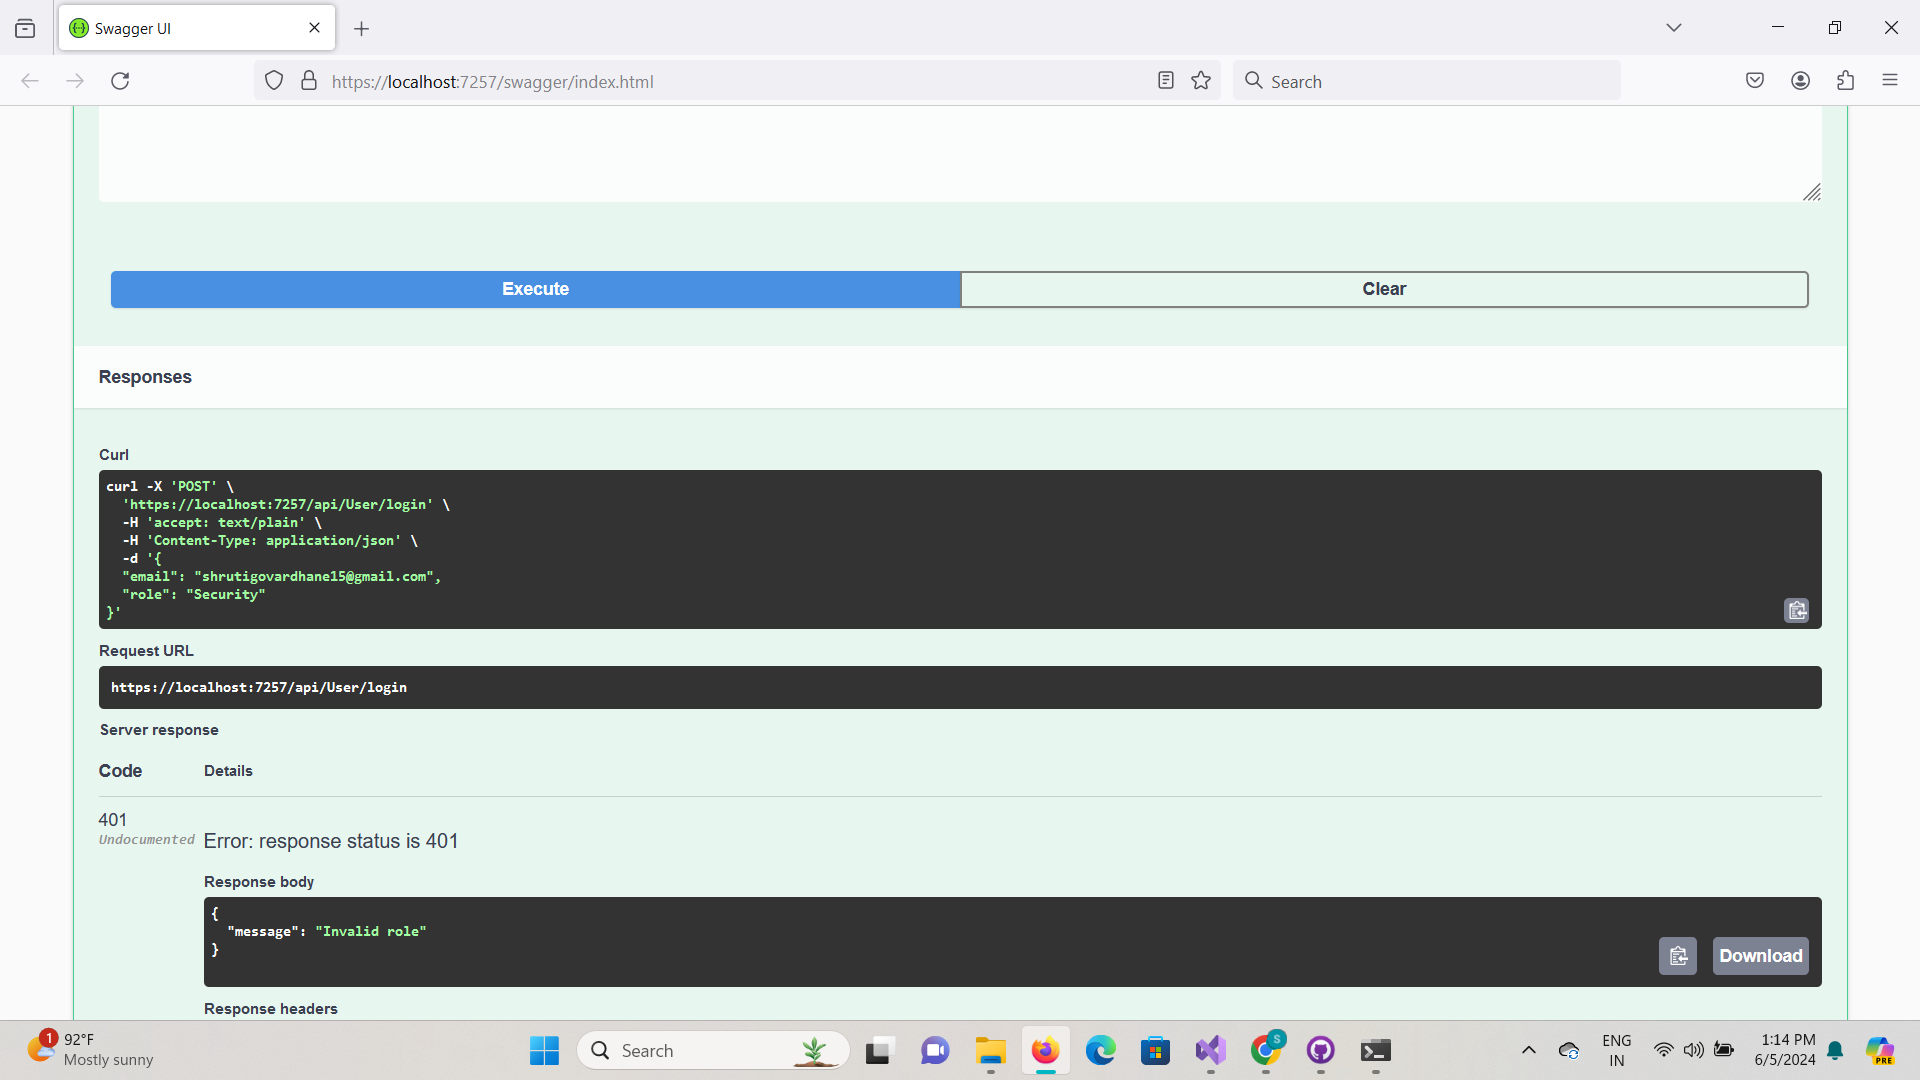 Swagger UI
https://localhost:7257/swagger/index.html
Search
Execute
Clear
Responses
Curl
curl -X 'POST' \
'https://localhost:7257/api/User/login' \
-H 'accept: text/plain' \
-H 'Content-Type: application/json' \
-d '{
"email": "shrutigovardhane15@gmail.com",
"role": "Security"
}'
Request URL
https://localhost:7257/api/User/login
Server response
Code Details
401
Undocumented
Error: response status is 401
Response body
{
"message": "Invalid role"
}
Download
Response headers
1
92°F
Mostly sunny
Search
S
ENG
IN
1:14 PM
6/5/2024
PRE